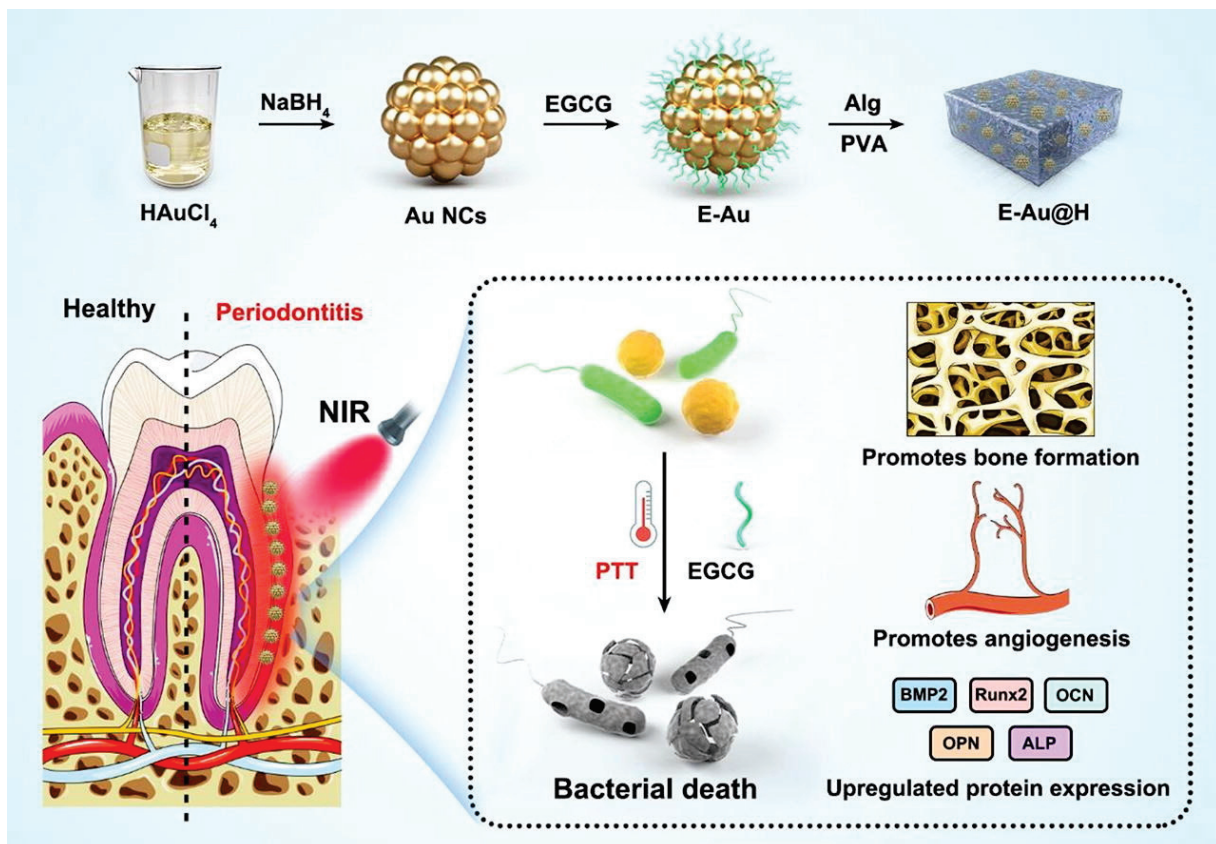 NaBH₄
EGCG
Alg
PVA
HAuCl₄
Au NCs
E-Au
E-Au@H
Healthy
Periodontitis
NIR
PTT
EGCG
Bacterial death
Promotes bone formation
Promotes angiogenesis
BMP2
Runx2
OCN
OPN
ALP
Upregulated protein expression